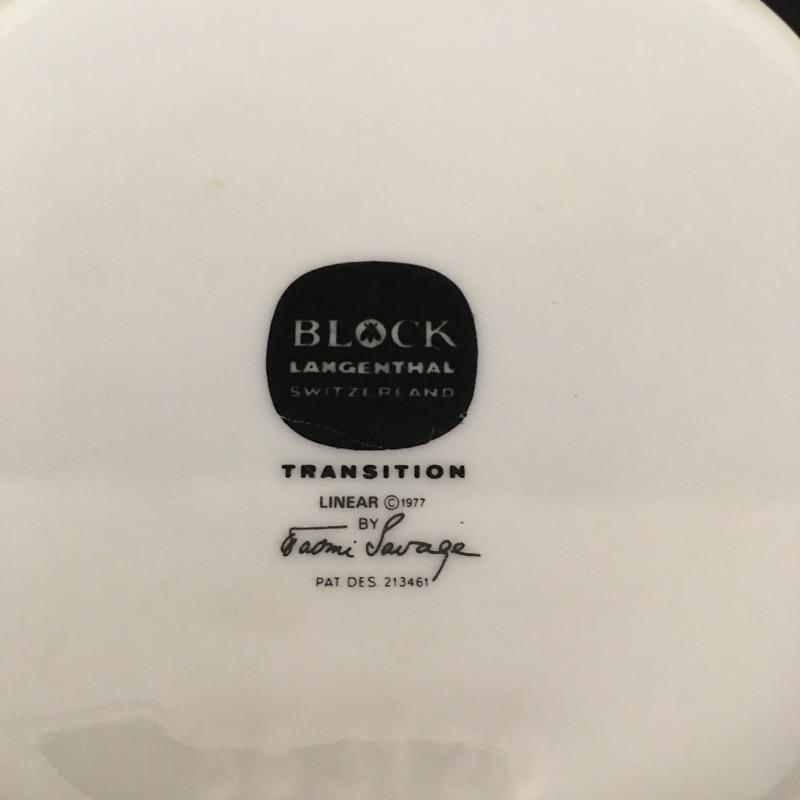 BLOCK
LANGENTHAL
SWITZERLAND
TRANSITION
LINEAR ©1977
BY
Naomi Savage
PAT. DES. 213461